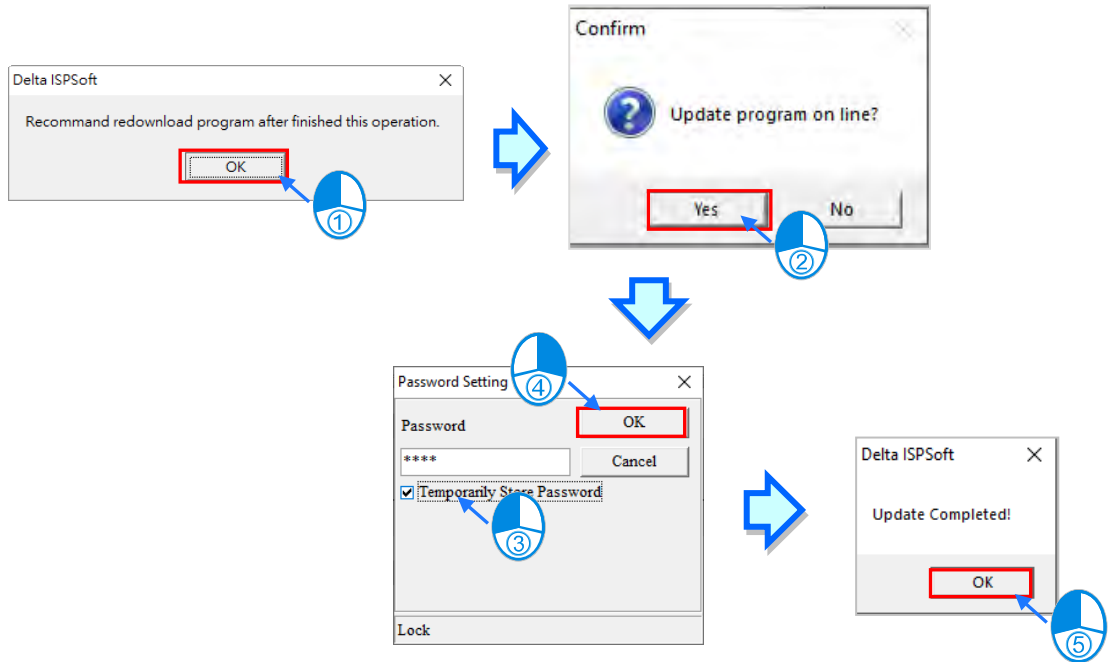 Delta ISPSoft
Recommand redownload program after finished this operation.
OK
①
Confirm
Update program on line?
Yes
No
②
Password Setting
④
Password
OK
****
Cancel
Temporarily Store Password
③
Lock
Delta ISPSoft
Update Completed!
OK
⑤